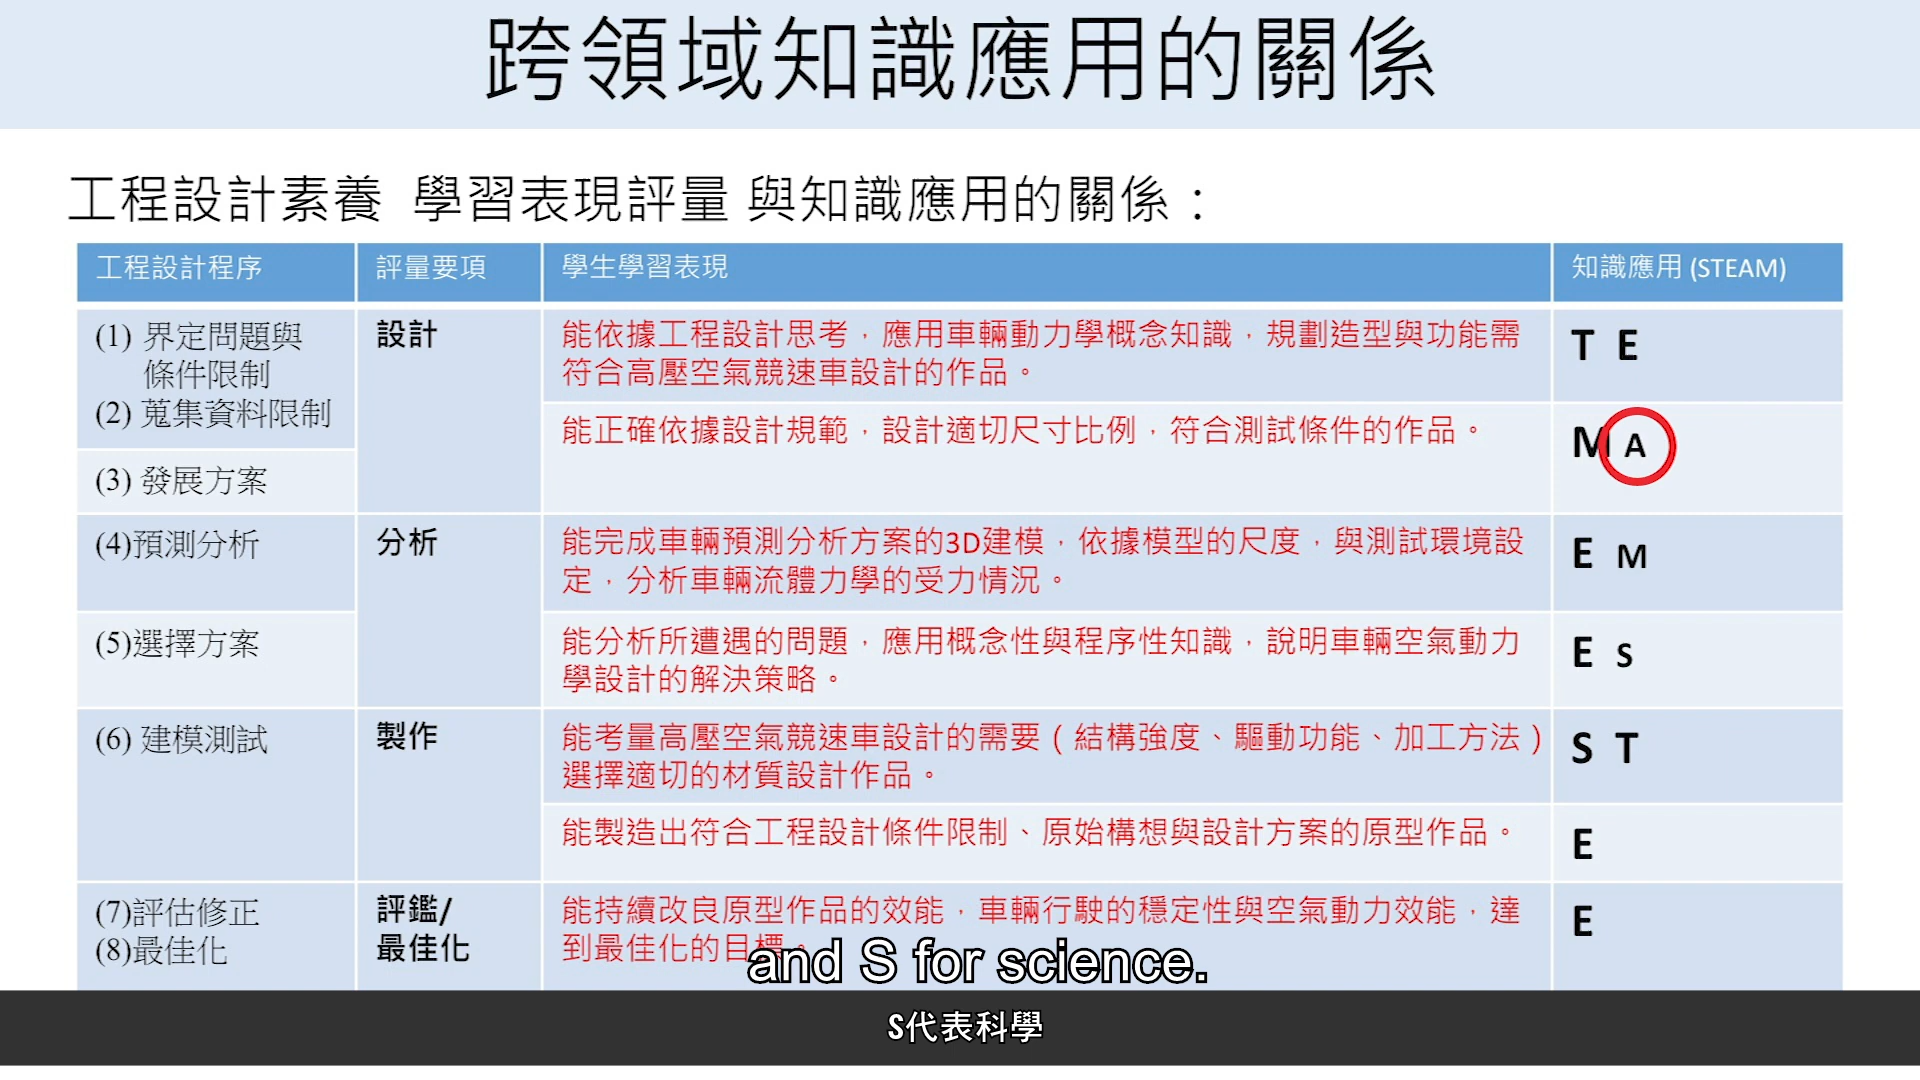 跨領域知識應用的關係
工程設計素養 學習表現評量 與知識應用的關係：
工程設計程序
評量要項
學生學習表現
知識應用 (STEAM)
(1) 界定問題與
條件限制
(2) 蒐集資料限制
(3) 發展方案
設計
能依據工程設計思考，應用車輛動力學概念知識，規劃造型與功能需
符合高壓空氣競速車設計的作品。
T E
能正確依據設計規範，設計適切尺寸比例，符合測試條件的作品。
M A
(4)預測分析
分析
能完成車輛預測分析方案的3D建模，依據模型的尺度，與測試環境設
定，分析車輛流體力學的受力情況。
E M
(5)選擇方案
能分析所遭遇的問題，應用概念性與程序性知識，說明車輛空氣動力
學設計的解決策略。
E S
(6) 建模測試
製作
能考量高壓空氣競速車設計的需要（結構強度、驅動功能、加工方法）
選擇適切的材質設計作品。
S T
能製造出符合工程設計條件限制、原始構想與設計方案的原型作品。
E
(7)評估修正
(8)最佳化
評鑑/
最佳化
能持續改良原型作品的效能，車輛行駛的穩定性與空氣動力效能，達
到最佳化的目標。
E
and S for science.
S代表科學